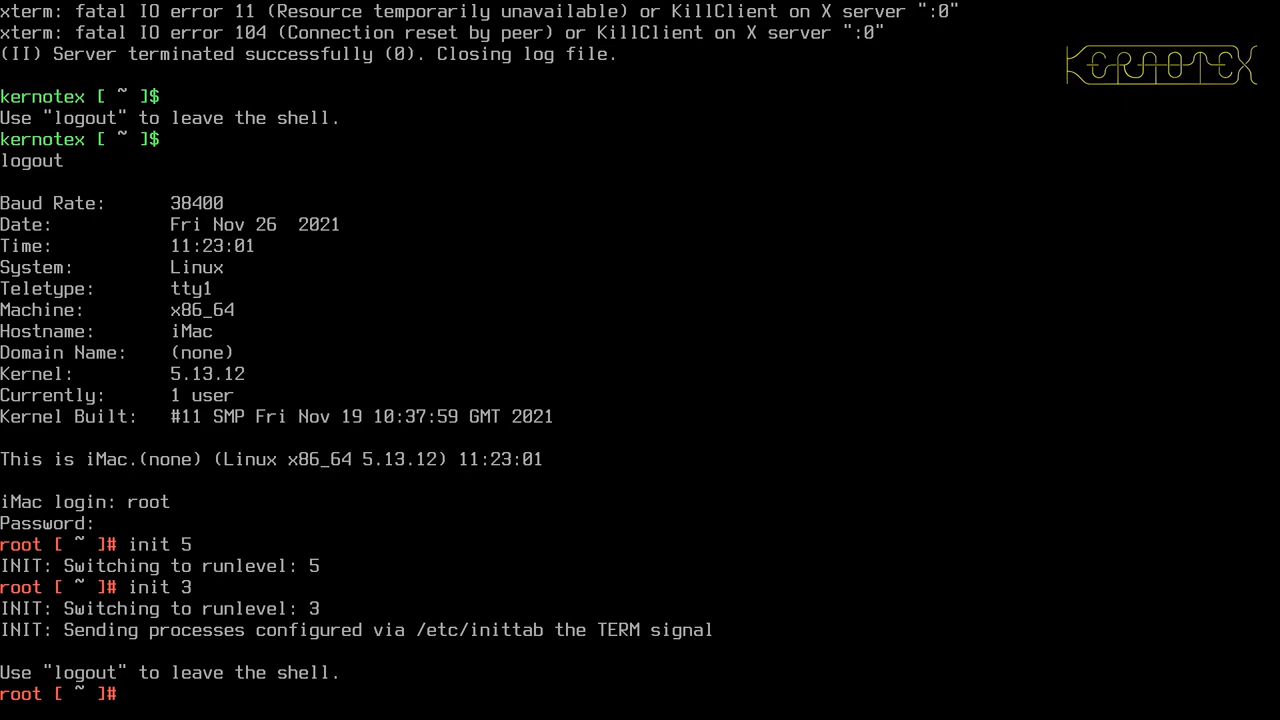 xterm: fatal IO error 11 (Resource temporarily unavailable) or KillClient on X server ":0"
xterm: fatal IO error 104 (Connection reset by peer) or KillClient on X server ":0"
(II) Server terminated successfully (0). Closing log file.
KERNOTEX
kernotex [ ~ ]$
Use "logout" to leave the shell.
kernotex [ ~ ]$
logout
Baud Rate: 38400
Date: Fri Nov 26  2021
Time: 11:23:01
System: Linux
Teletype: tty1
Machine: x86_64
Hostname: iMac
Domain Name: (none)
Kernel: 5.13.12
Currently: 1 user
Kernel Built: #11 SMP Fri Nov 19 10:37:59 GMT 2021
This is iMac.(none) (Linux x86_64 5.13.12) 11:23:01
iMac login: root
Password:
root [ ~ ]# init 5
INIT: Switching to runlevel: 5
root [ ~ ]# init 3
INIT: Switching to runlevel: 3
INIT: Sending processes configured via /etc/inittab the TERM signal
Use "logout" to leave the shell.
root [ ~ ]#